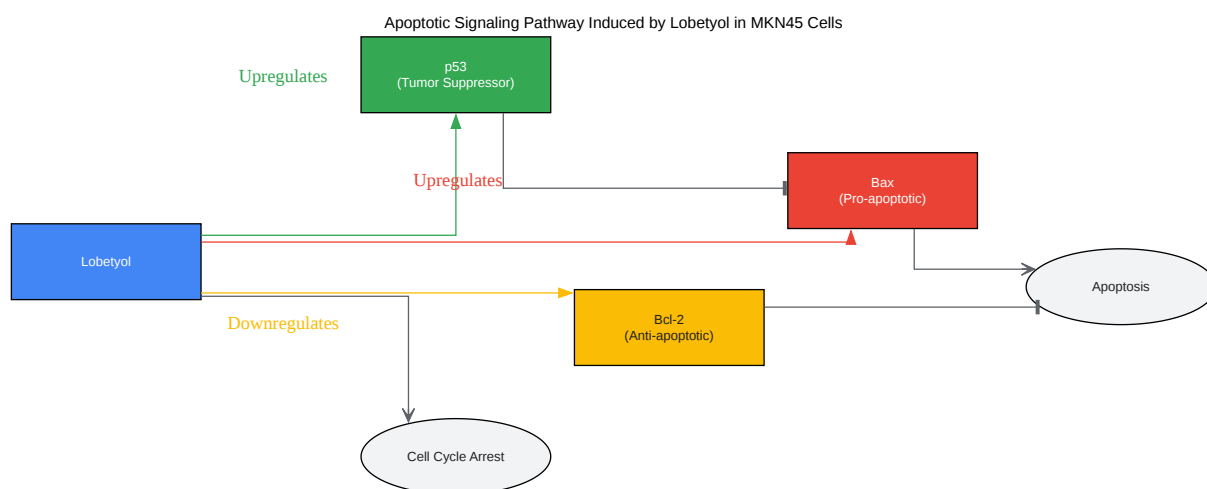 Apoptotic Signaling Pathway Induced by Lobetyol in MKN45 Cells
p53
(Tumor Suppressor)
Upregulates
Upregulates
Bax
(Pro-apoptotic)
Lobetyol
Apoptosis
Downregulates
Bcl-2
(Anti-apoptotic)
Cell Cycle Arrest